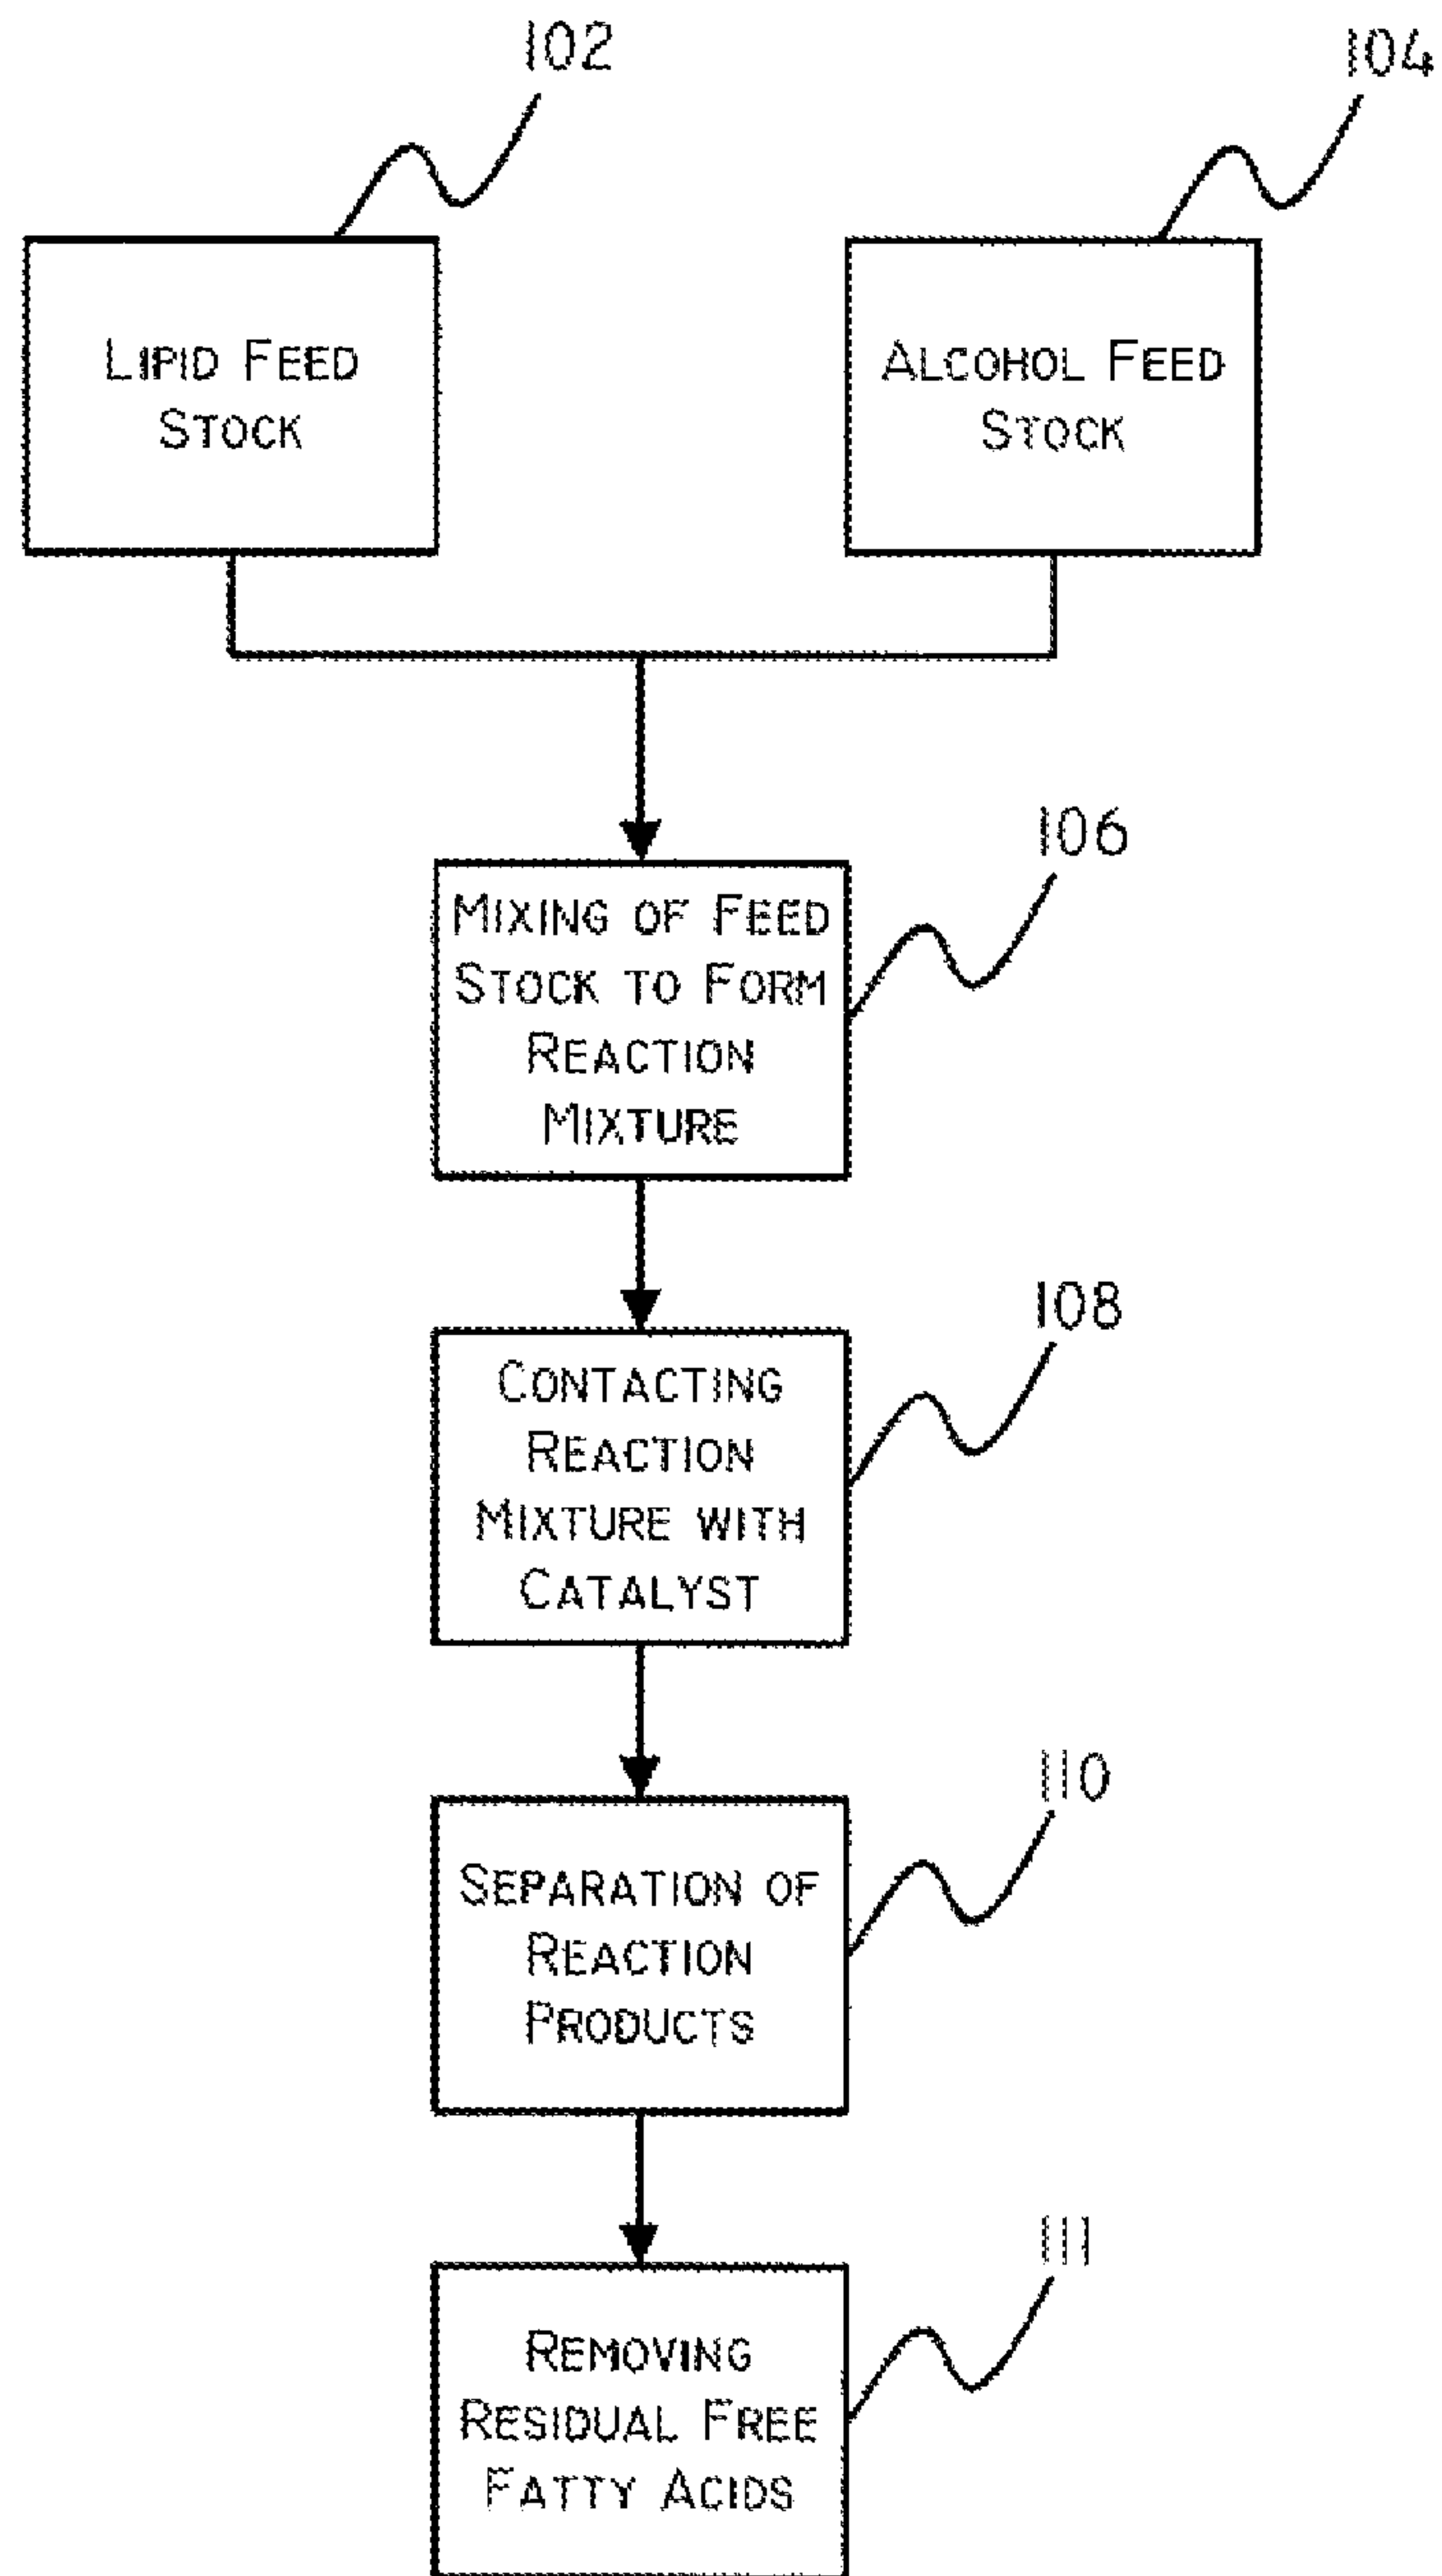 102
104
LIPID FEED
STOCK
ALCOHOL FEED
STOCK
106
MIXING OF FEED
STOCK TO FORM
REACTION
MIXTURE
108
CONTACTING
REACTION
MIXTURE WITH
CATALYST
110
SEPARATION OF
REACTION
PRODUCTS
111
REMOVING
RESIDUAL FREE
FATTY ACIDS